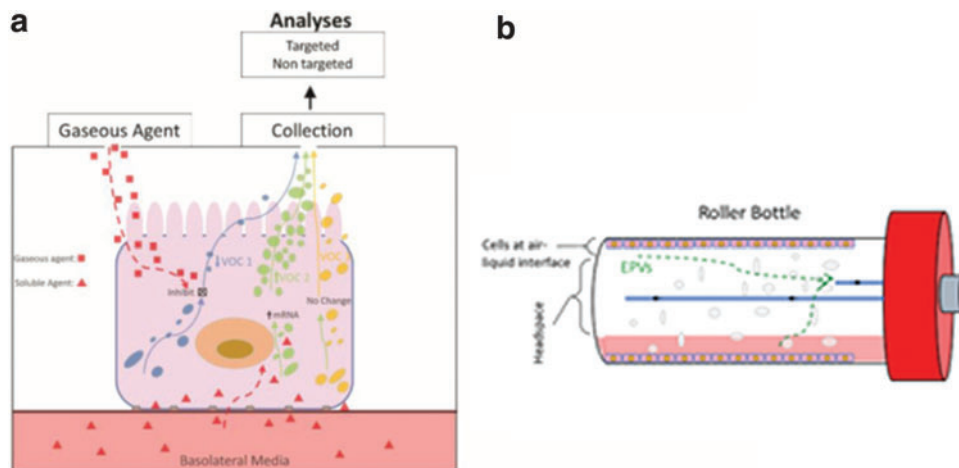 a
Analyses
Targeted
Non targeted
Gaseous Agent
Collection
Gaseous agent:
Soluble Agent:
↓VOC 1
↑VOC 2
VOC
Inhibit
No Change
↑mRNA
Basolateral Media
b
Roller Bottle
Cells at air-
liquid interface
EPVs
Headspace